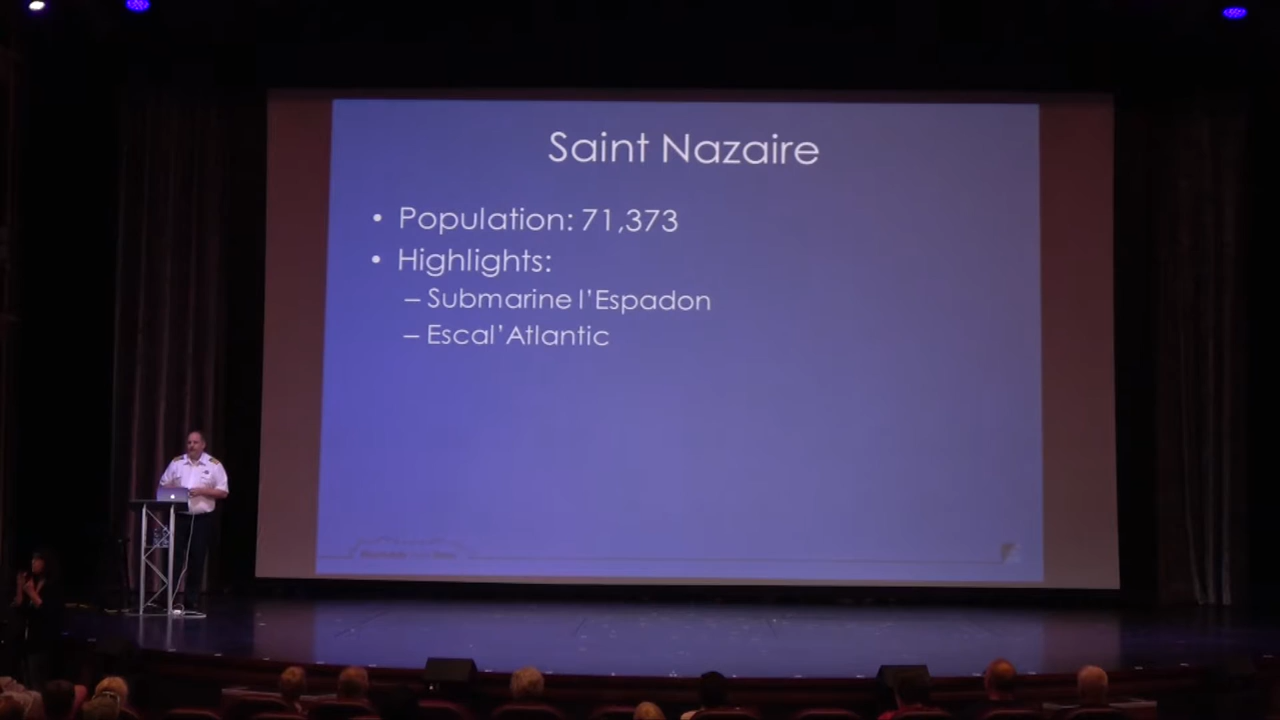 Saint Nazaire
• Population: 71,373
• Highlights:
– Submarine l'Espadon
– Escal'Atlantic